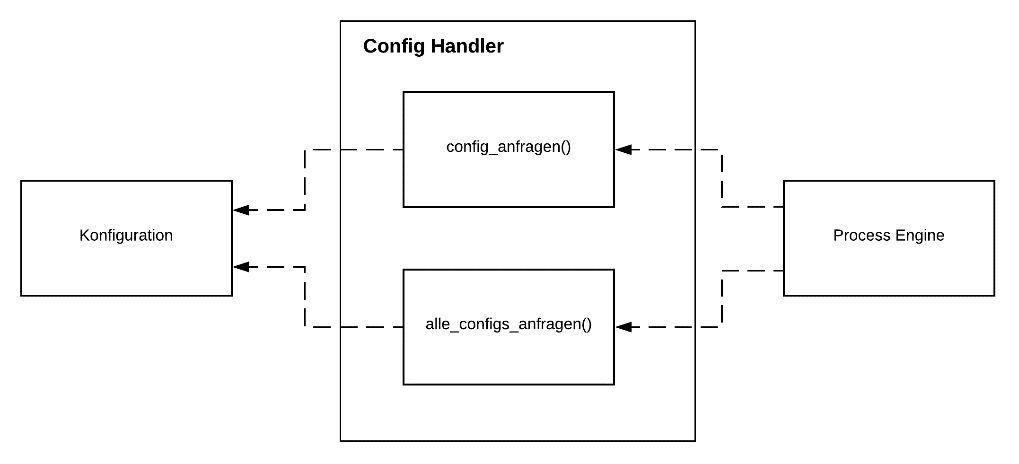 Config Handler
config_anfragen()
Konfiguration
Process Engine
alle_configs_anfragen()